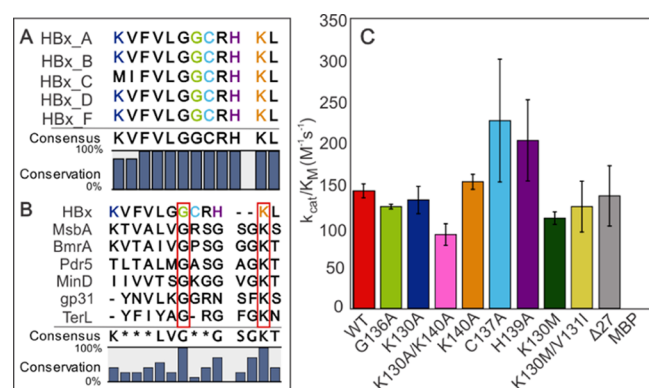 A
HBx_A KVFVLGGCRH KL
HBx_B KVFVLGGCRH KL
HBx_C MIFVLGGCRH KL
HBx_D KVFVLGGCRH KL
HBx_F KVFVLGGCRH KL
Consensus KVFVLGGCRH KL
100%
Conservation
0%
B
HBx KVFVLGGCRH --KL
MsbA KTVALVGRSG SGKS
BmrA KVTAIVGPSG GGKT
Pdr5 TLTALMGASG AGKT
MinD IIVVTSGKGG VGKT
gp31 -YNVLKGGRN SFKS
TerL -YFIYAG-RG FGKN
Consensus K***LVG**G SGKT
100%
Conservation
0%
C
kcat/KM (M-1s-1)
350
300
250
200
150
100
50
0
WT
G136A
K130A
K130A/K140A
K140A
C137A
H139A
K130M
K130M/V131I
Δ27
MBP